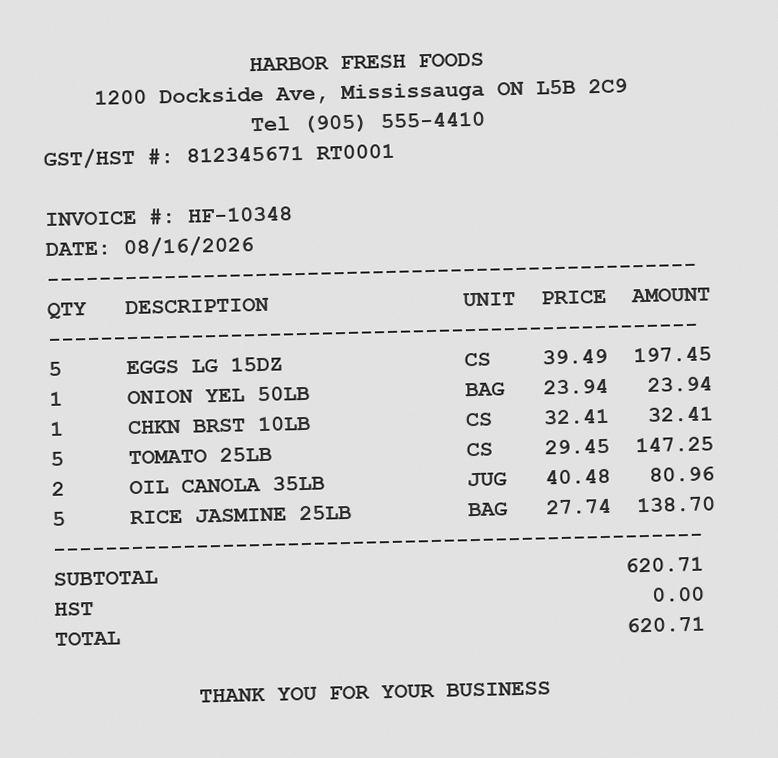 HARBOR FRESH FOODS
1200 Dockside Ave, Mississauga ON L5B 2C9
Tel (905) 555-4410
GST/HST #: 812345671 RT0001
INVOICE #: HF-10348
DATE: 08/16/2026
--------------------------------------------------
QTY DESCRIPTION UNIT PRICE AMOUNT
--------------------------------------------------
5 EGGS LG 15DZ CS 39.49 197.45
1 ONION YEL 50LB BAG 23.94 23.94
1 CHKN BRST 10LB CS 32.41 32.41
5 TOMATO 25LB CS 29.45 147.25
2 OIL CANOLA 35LB JUG 40.48 80.96
5 RICE JASMINE 25LB BAG 27.74 138.70
--------------------------------------------------
SUBTOTAL 620.71
HST 0.00
TOTAL 620.71
THANK YOU FOR YOUR BUSINESS